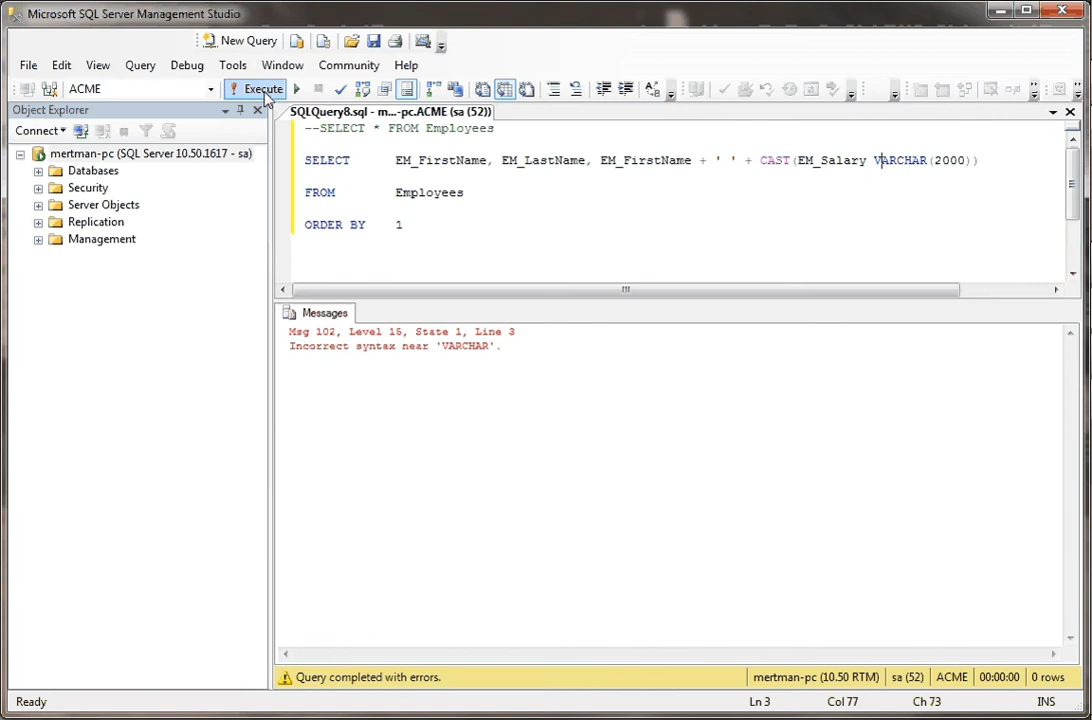 Microsoft SQL Server Management Studio
New Query
File Edit View Query Debug Tools Window Community Help
ACME
Execute
Object Explorer
SQLQuery8.sql - m...-pc.ACME (sa (52))
Connect
mertman-pc (SQL Server 10.50.1617 - sa)
Databases
Security
Server Objects
Replication
Management
--SELECT * FROM Employees
SELECT EM_FirstName, EM_LastName, EM_FirstName + ' ' + CAST(EM_Salary VARCHAR(2000))
FROM Employees
ORDER BY 1
Messages
Msg 102, Level 15, State 1, Line 3
Incorrect syntax near 'VARCHAR'.
Query completed with errors. mertman-pc (10.50 RTM) sa (52) ACME 00:00:00 0 rows
Ready Ln 3 Col 77 Ch 73 INS